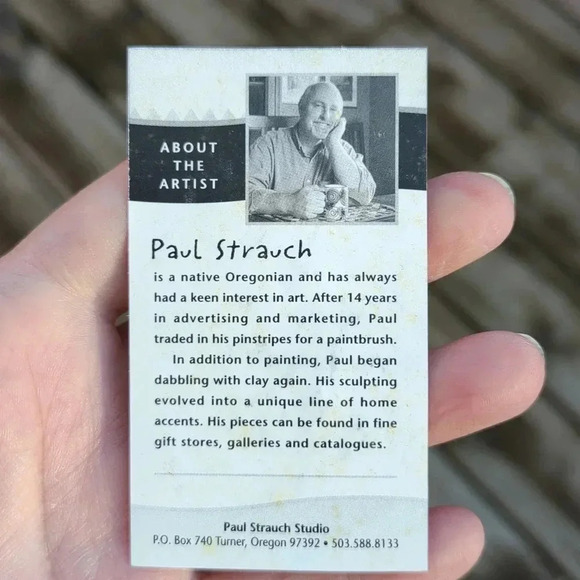 ABOUT
THE
ARTIST
Paul Strauch
is a native Oregonian and has always
had a keen interest in art. After 14 years
in advertising and marketing, Paul
traded in his pinstripes for a paintbrush.
In addition to painting, Paul began
dabbling with clay again. His sculpting
evolved into a unique line of home
accents. His pieces can be found in fine
gift stores, galleries and catalogues.
Paul Strauch Studio
P.O. Box 740 Turner, Oregon 97392 • 503.588.8133